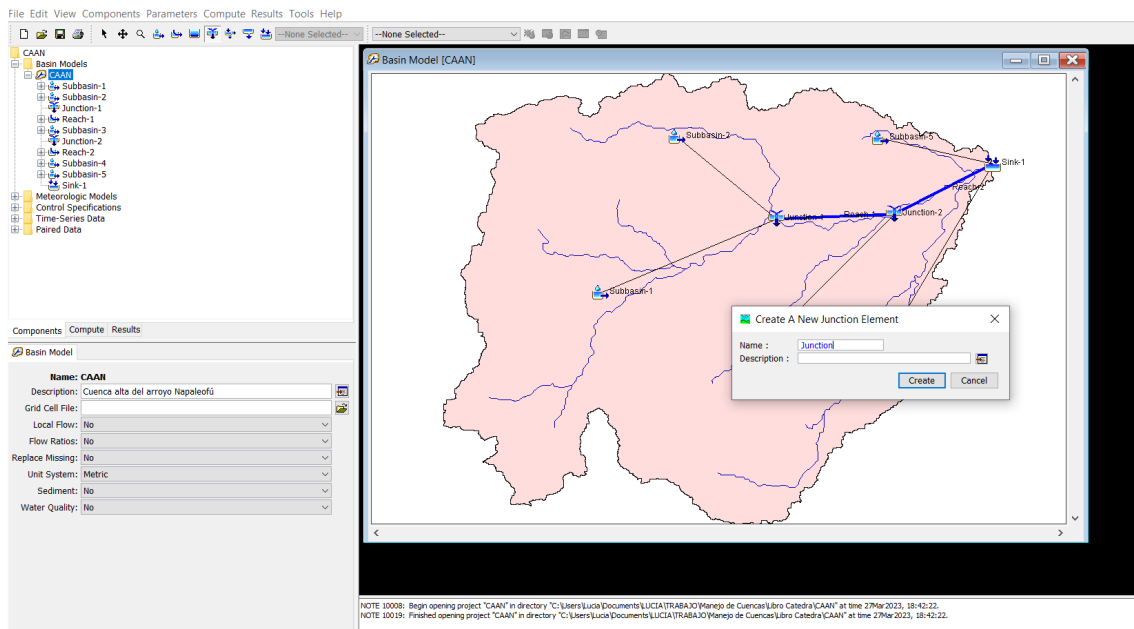 File Edit View Components Parameters Compute Results Tools Help
--None Selected-- --None Selected--
CAAN
Basin Models
CAAN
Subbasin-1
Subbasin-2
Junction-1
Reach-1
Subbasin-3
Junction-2
Reach-2
Subbasin-4
Subbasin-5
Sink-1
Meteorologic Models
Control Specifications
Time-Series Data
Paired Data
Components Compute Results
Basin Model
Name: CAAN
Description: Cuenca alta del arroyo Napaleofú
Grid Cell File:
Local Flow: No
Flow Ratios: No
Replace Missing: No
Unit System: Metric
Sediment: No
Water Quality: No
Basin Model [CAAN]
Subbasin-2
Subbasin-5
Sink-1
Reach-2
Junction-1
Reach-1
Junction-2
Subbasin-1
Create A New Junction Element
Name : Junction
Description :
Create Cancel
NOTE 10008: Begin opening project "CAAN" in directory "C:\Users\Lucia\Documents\LUCIA\TRABAJO\Manejo de Cuencas\Libro Catedra\CAAN" at time 27Mar2023, 18:42:22.
NOTE 10019: Finished opening project "CAAN" in directory "C:\Users\Lucia\Documents\LUCIA\TRABAJO\Manejo de Cuencas\Libro Catedra\CAAN" at time 27Mar2023, 18:42:22.